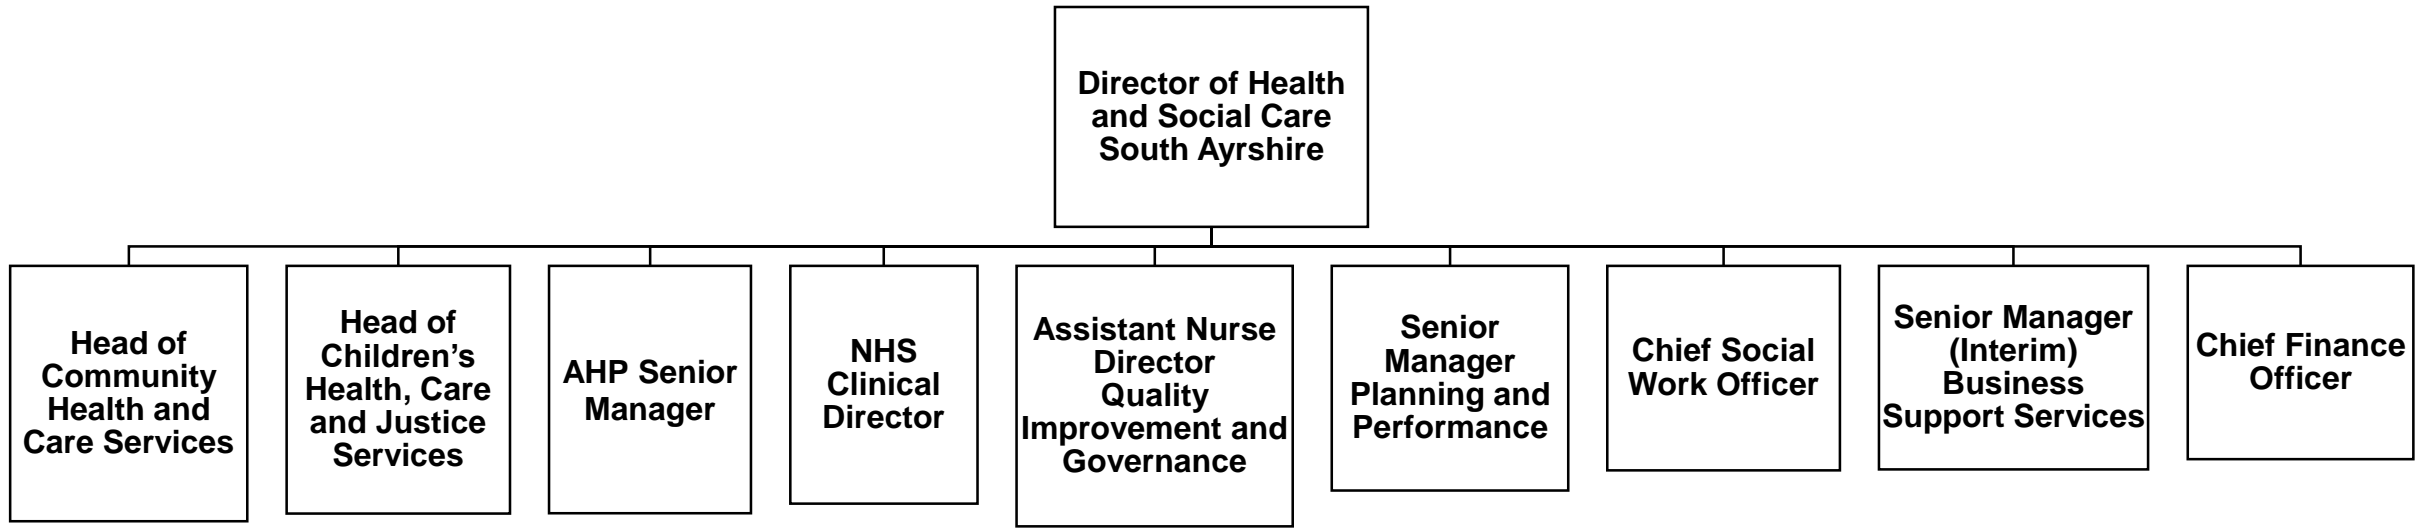 Director of Health
and Social Care
South Ayrshire
Head of
Community
Health and
Care Services
Head of
Children’s
Health, Care
and Justice
Services
AHP Senior
Manager
NHS
Clinical
Director
Assistant Nurse
Director
Quality
Improvement and
Governance
Senior
Manager
Planning and
Performance
Chief Social
Work Officer
Senior Manager
(Interim)
Business
Support Services
Chief Finance
Officer